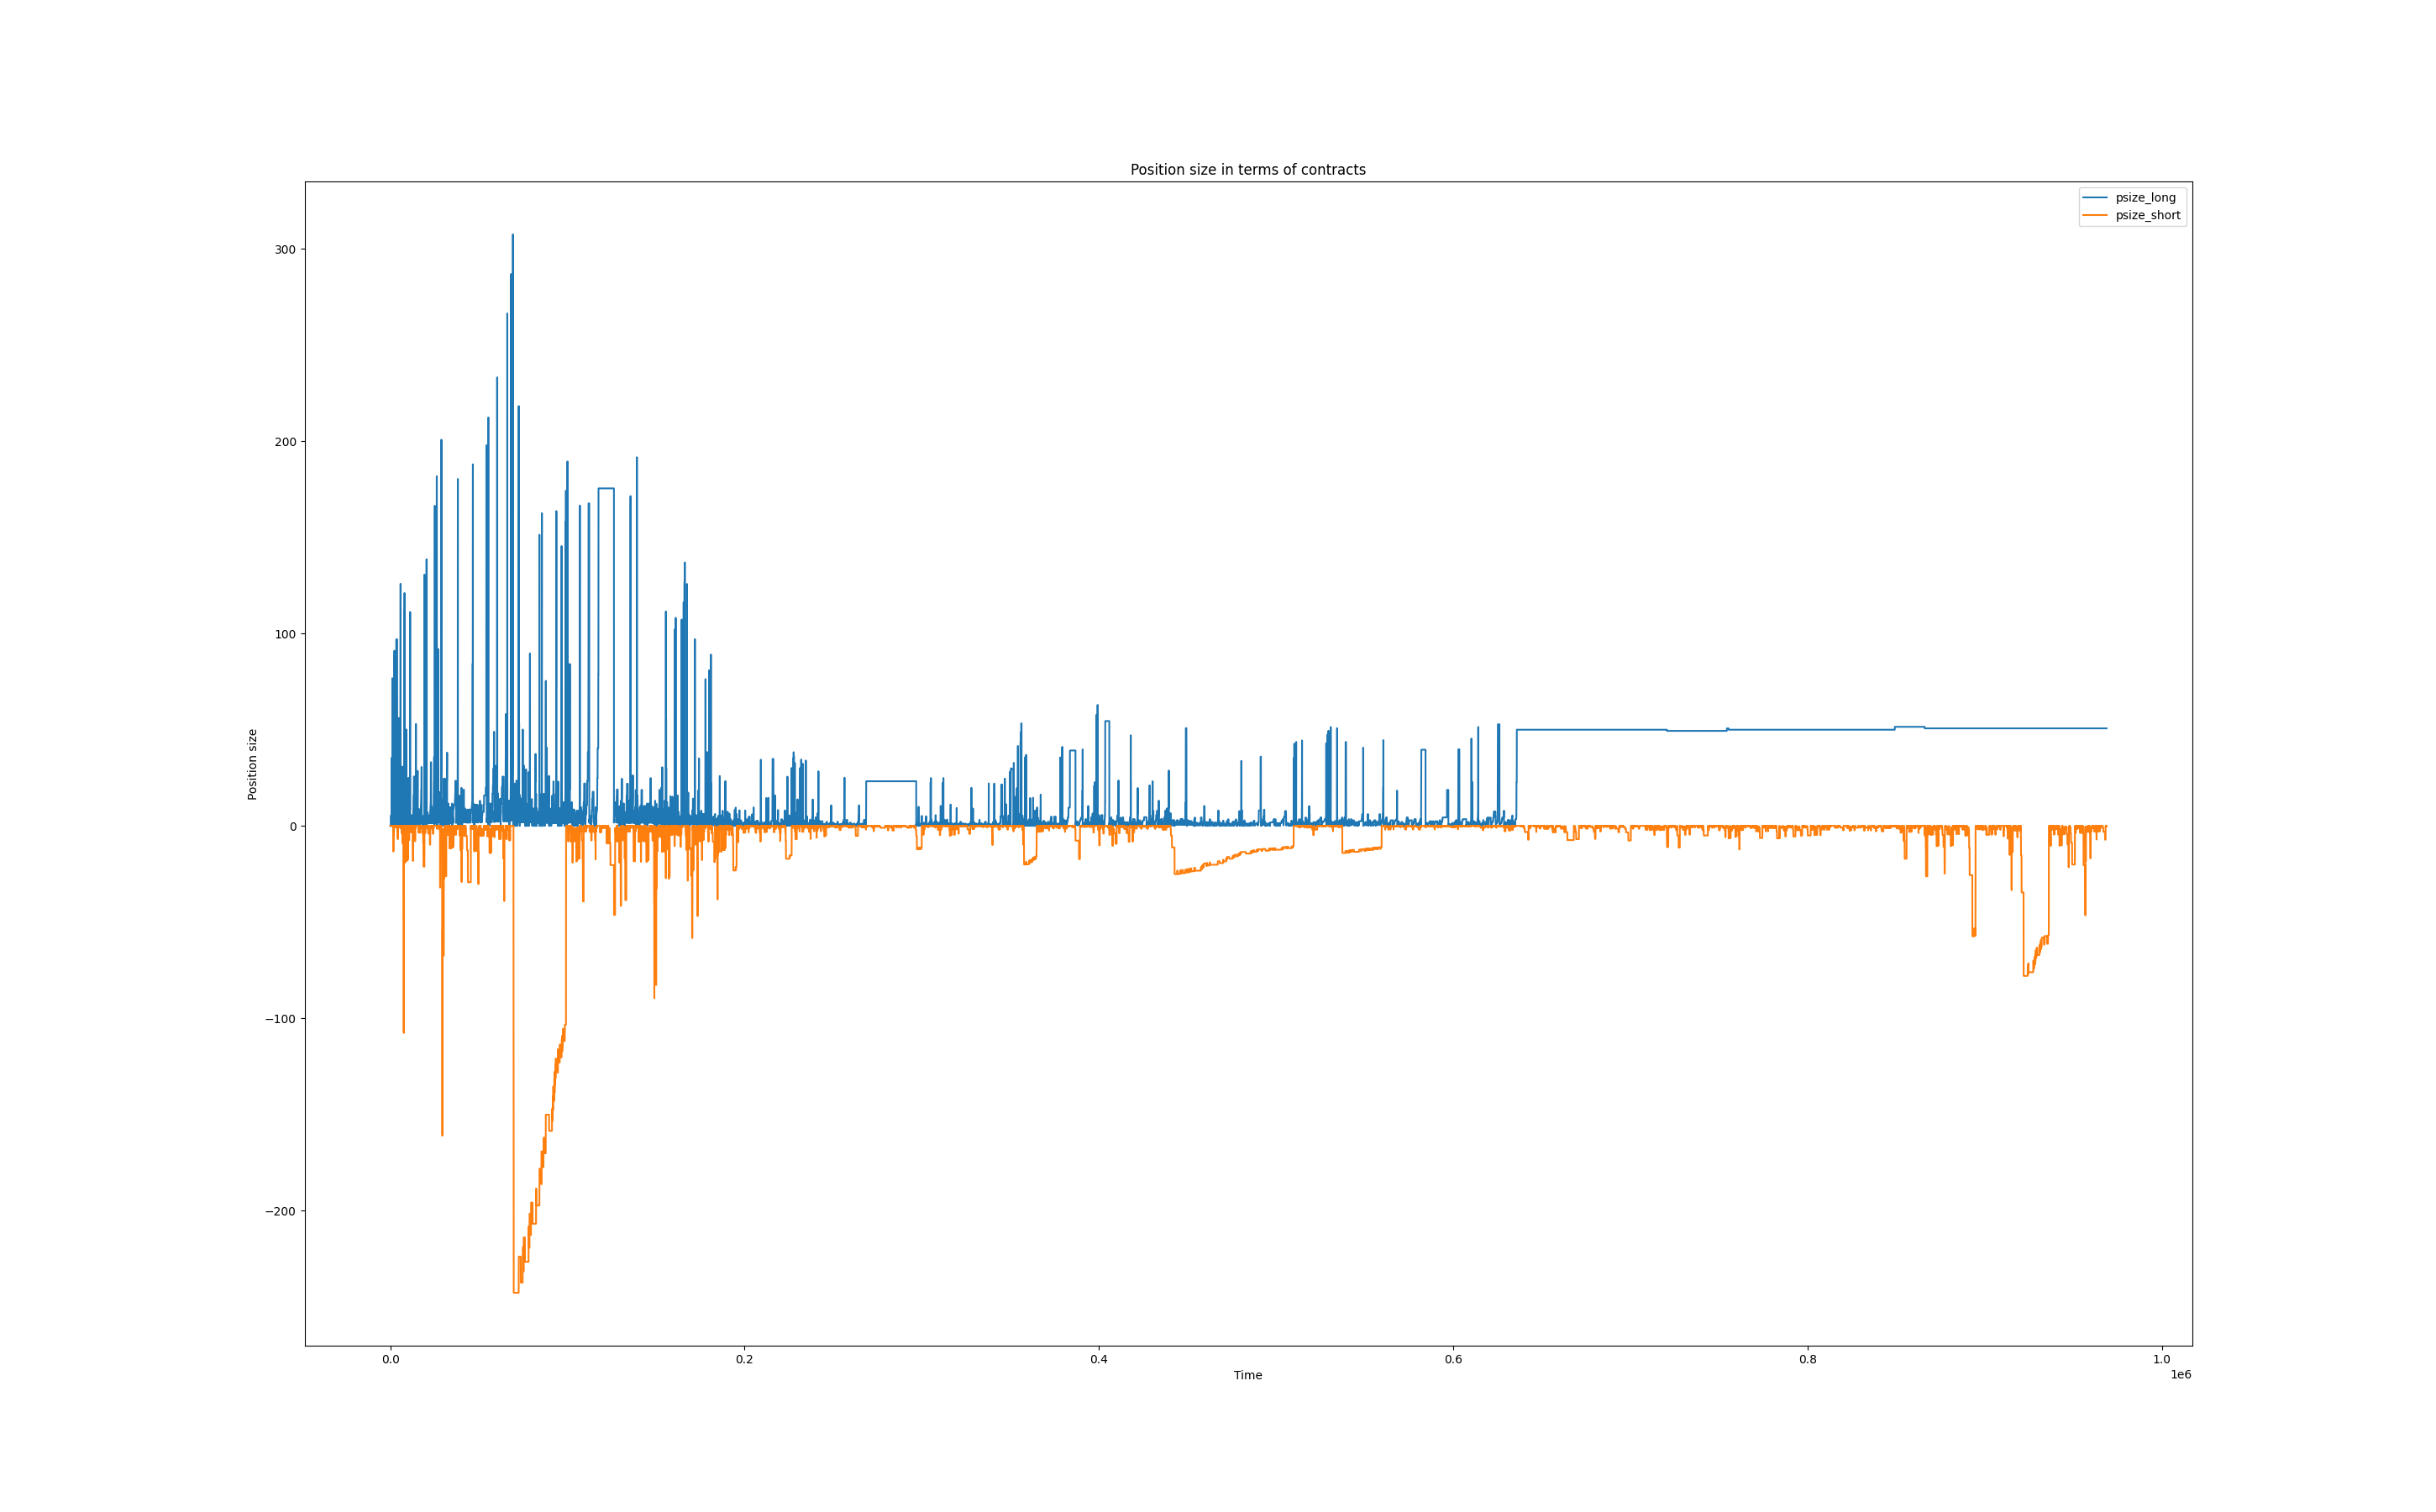 Position size in terms of contracts
psize_long
psize_short
Position size
300
200
100
0
−100
−200
0.0
0.2
0.4
0.6
0.8
1.0
1e6
Time